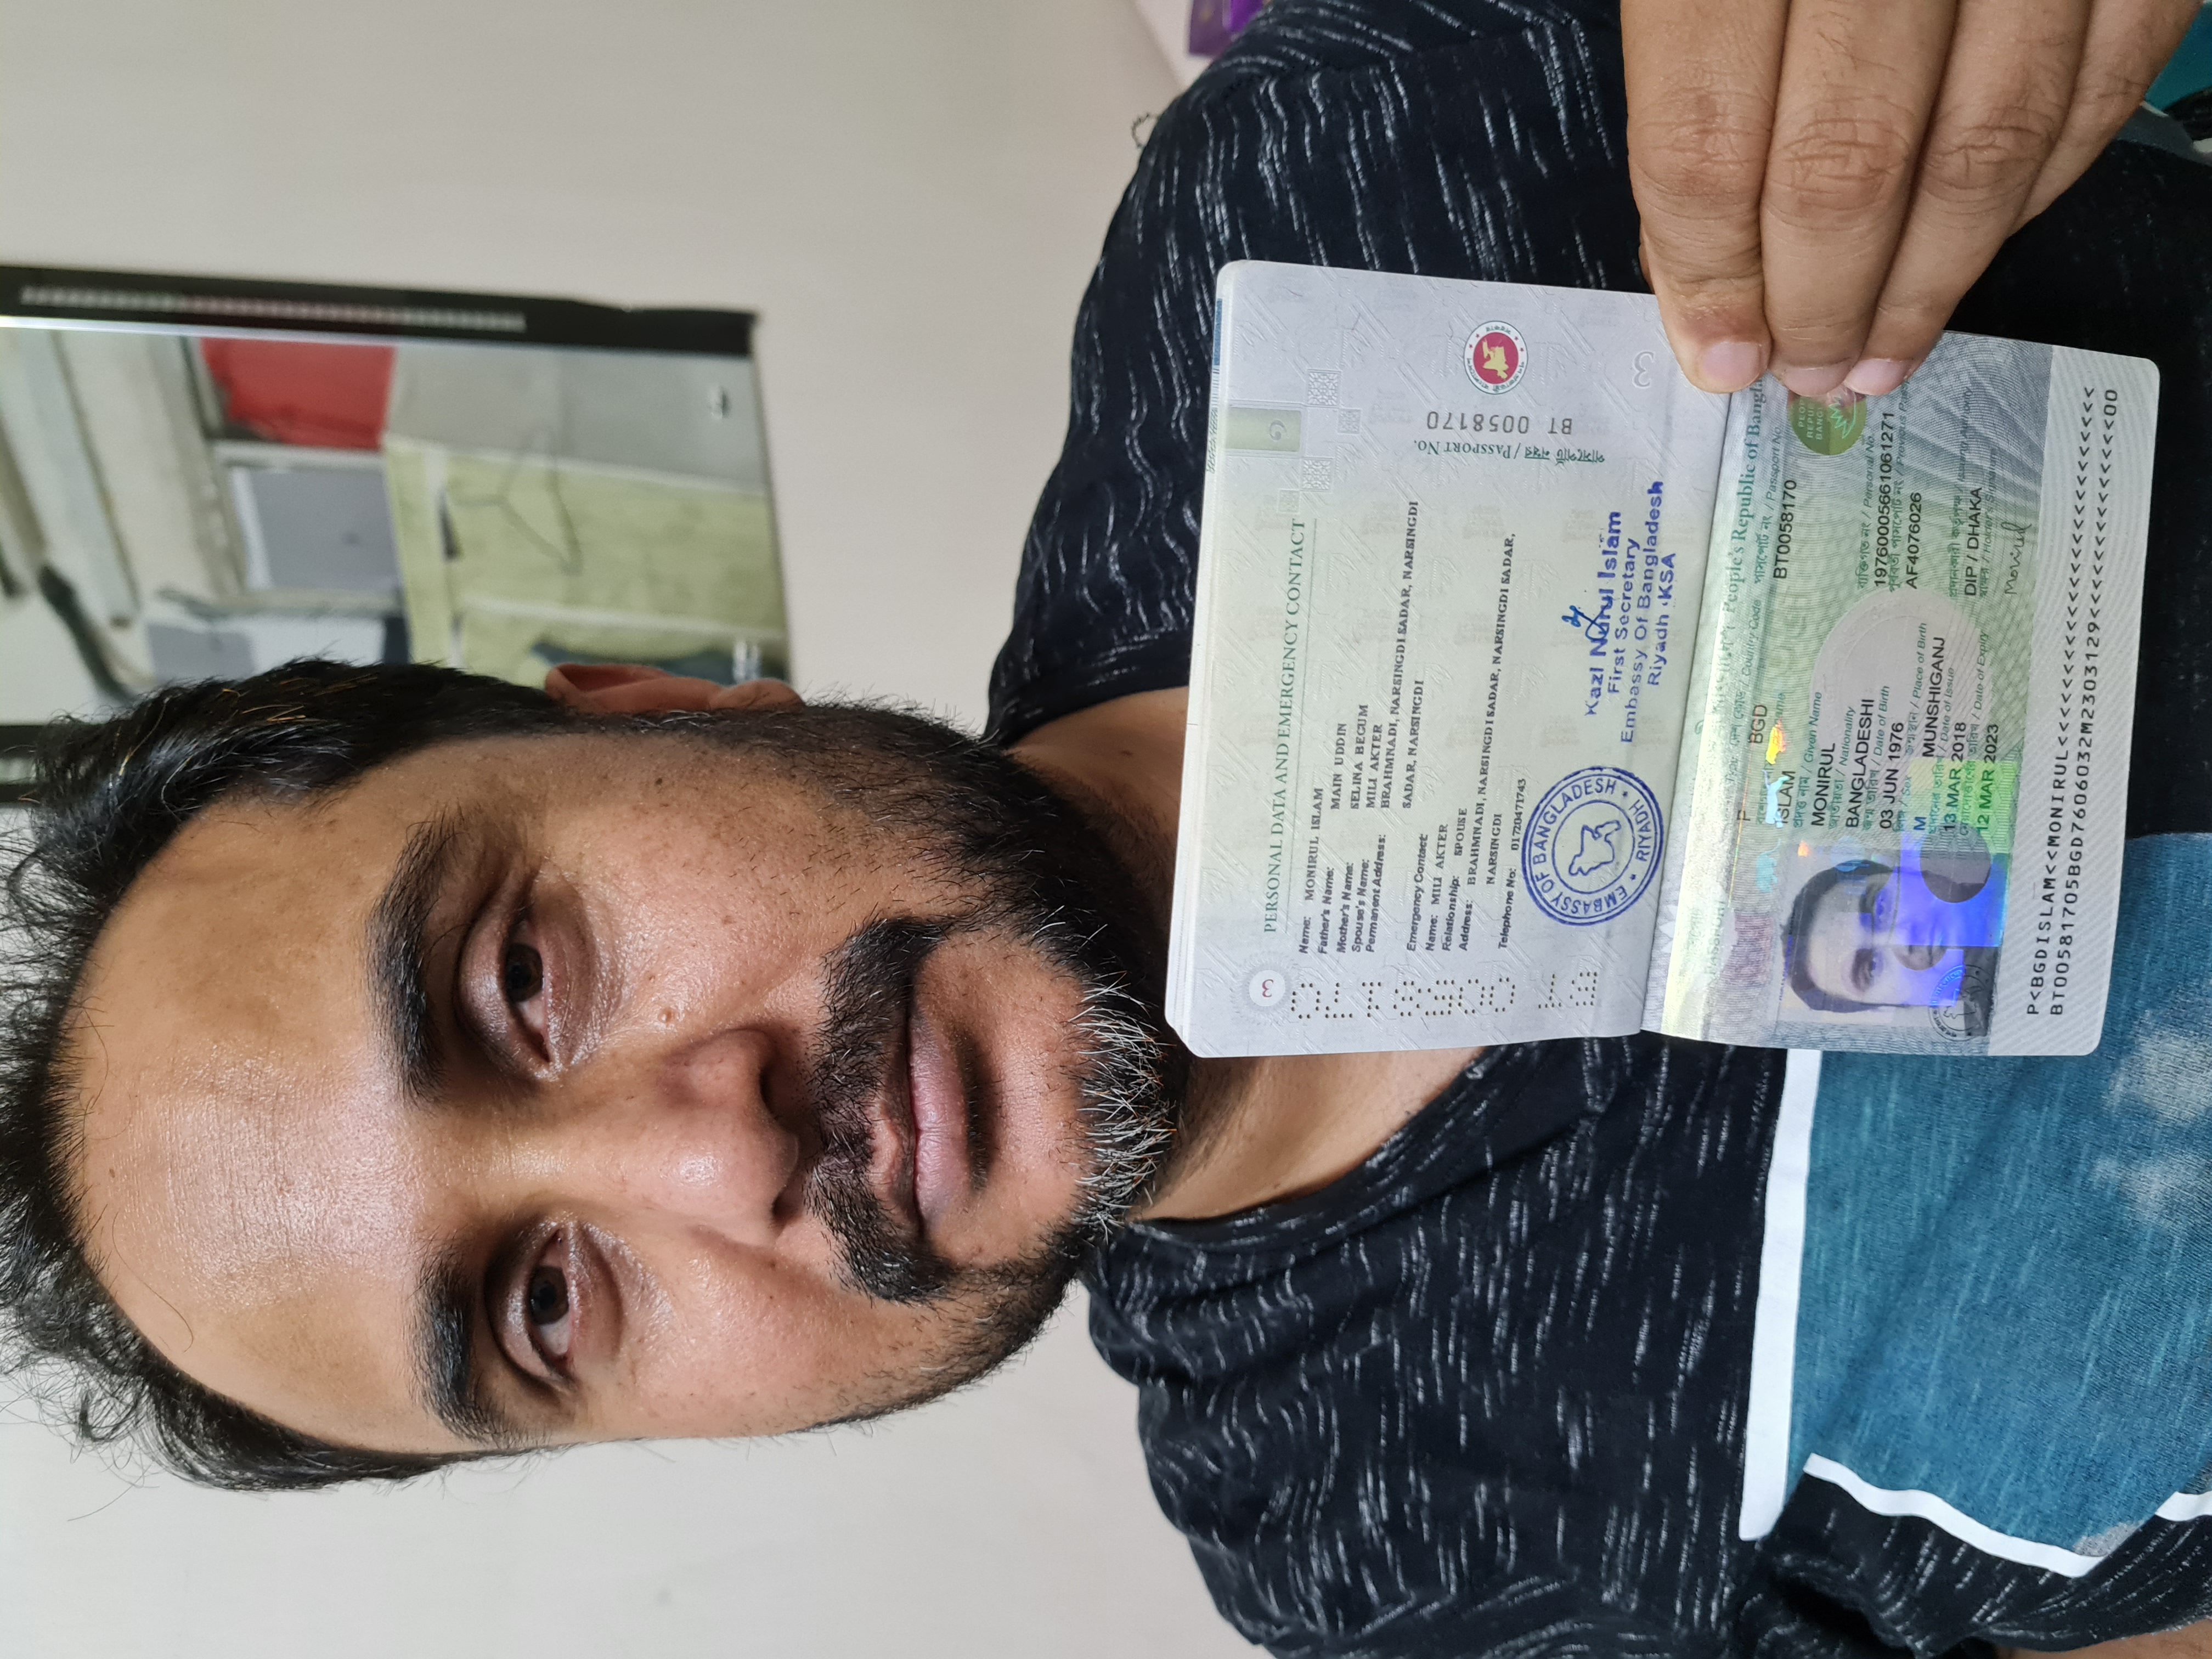 3
PERSONAL DATA AND EMERGENCY CONTACT
Name: MONIRUL ISLAM
Father's Name: MAIN UDDIN
Mother's Name: SELINA BEGUM
Spouse's Name: MILI AKTER
Permanent Address: BRAHMNADI, NARSINGDI SADAR, NARSINGDI
SADAR, NARSINGDI
Emergency Contact:
Name: MILI AKTER
Relationship: SPOUSE
Address: BRAHMNADI, NARSINGDI SADAR, NARSINGDI SADAR,
NARSINGDI
Telephone No: 01720471743
পাসপোর্ট নম্বর / PASSPORT No.
BT 0058170
EMBASSY OF BANGLADESH
RIYADH
Kazi Nurul Islam
First Secretary
Embassy Of Bangladesh
Riyadh KSA
3
People's Republic of Bangla
PASSPORT
Type দেশ কোড / Country Code পাসপোর্ট নং / Passport No.
P BGD BT0058170
ISLAM
প্রদত্ত নাম / Given Name
MONIRUL
জাতীয়তা / Nationality
BANGLADESHI
ব্যক্তিগত নং / Personal No.
জন্ম তারিখ / Date of Birth
19760005661061271
03 JUN 1976
পূর্ববর্তী পাসপোর্ট নং / Previous
লিঙ্গ / Sex জন্মস্থান / Place of Birth
AF4076026
M MUNSHIGANJ
প্রদানের তারিখ / Date of Issue
প্রদানকারী কর্তৃপক্ষ / Issuing Authority
13 MAR 2018
DIP / DHAKA
মেয়াদোত্তীর্ণের তারিখ / Date of Expiry
স্বাক্ষর / Holder's Signature
12 MAR 2023
Monirul
P<BGDISLAM<<MONIRUL<<<<<<<<<<<<<<<<<<<<<<<<<
BT00581705BGD7606032M2303129<<<<<<<<<<<<<<00